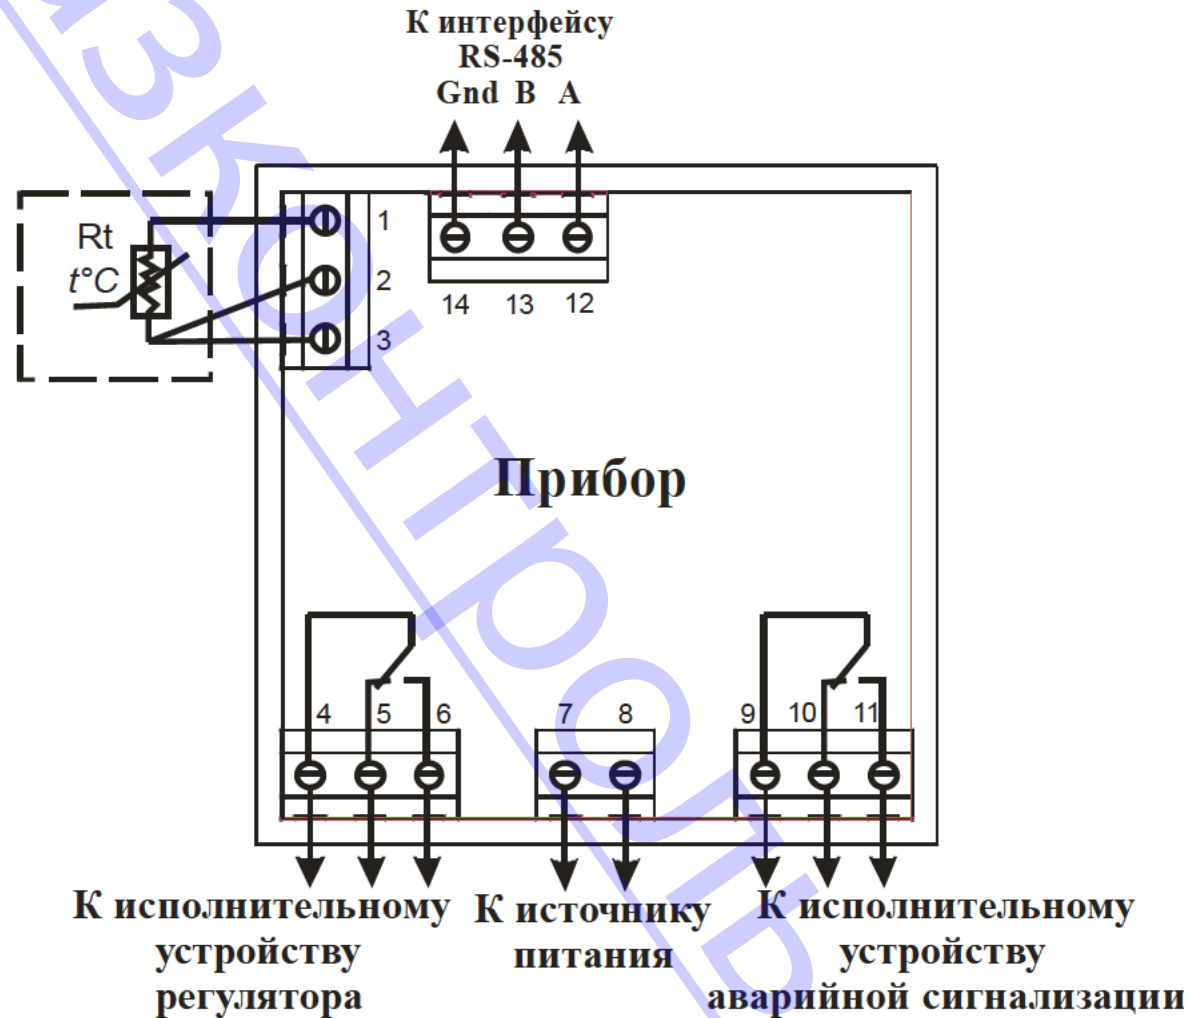 К интерфейсу
RS-485
Gnd B A
1
Rt
2
t°C
14 13 12
3
Прибор
4 5 6 7 8 9 10 11
К исполнительному
устройству
регулятора
К источнику
питания
К исполнительному
устройству
аварийной сигнализации